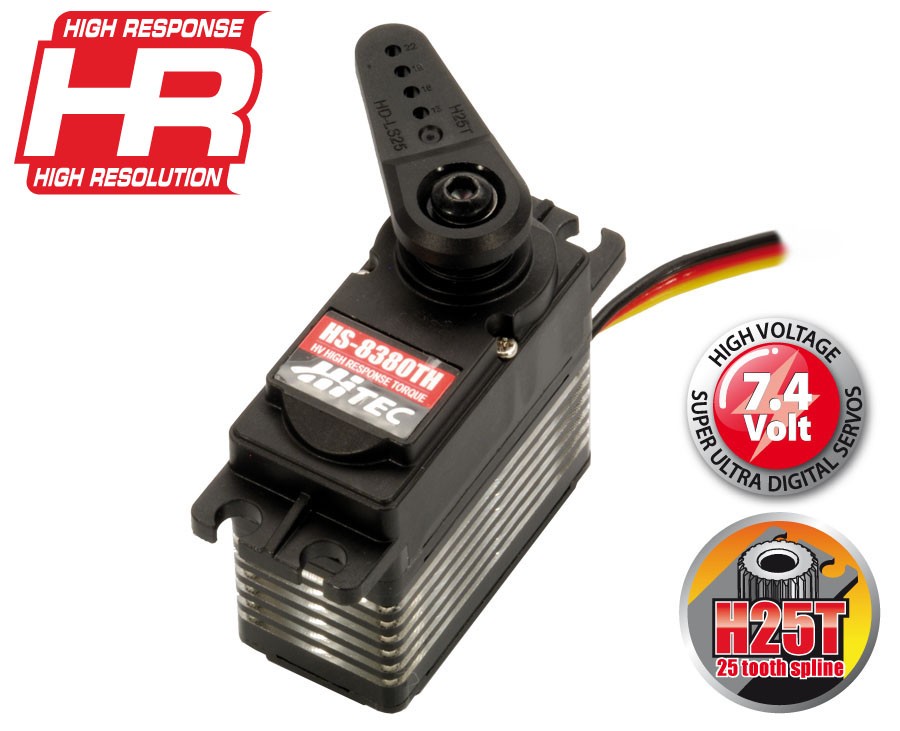 HIGH RESPONSE
HR
HIGH RESOLUTION
22
18
15
H25T
HD-LS25
HS-8380TH
HV HIGH RESPONSE TORQUE
HITEC
HIGH VOLTAGE
7.4
Volt
SUPER ULTRA DIGITAL SERVOS
H25T
25 tooth spline